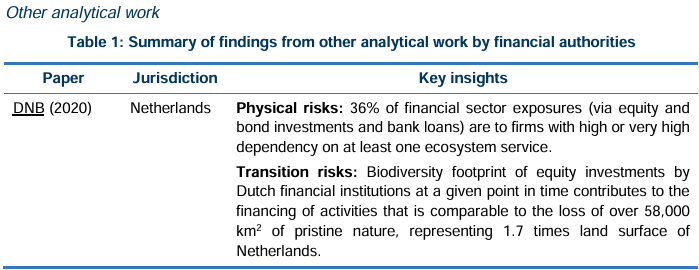 Other analytical work
Table 1: Summary of findings from other analytical work by financial authorities
Paper Jurisdiction Key insights
DNB (2020) Netherlands Physical risks: 36% of financial sector exposures (via equity and
bond investments and bank loans) are to firms with high or very high
dependency on at least one ecosystem service.
Transition risks: Biodiversity footprint of equity investments by
Dutch financial institutions at a given point in time contributes to the
financing of activities that is comparable to the loss of over 58,000
km² of pristine nature, representing 1.7 times land surface of
Netherlands.